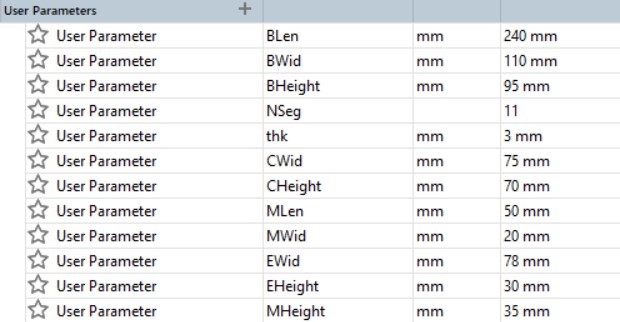 User Parameters +
User Parameter BLen mm 240 mm
User Parameter BWid mm 110 mm
User Parameter BHeight mm 95 mm
User Parameter NSeg 11
User Parameter thk mm 3 mm
User Parameter CWid mm 75 mm
User Parameter CHeight mm 70 mm
User Parameter MLen mm 50 mm
User Parameter MWid mm 20 mm
User Parameter EWid mm 78 mm
User Parameter EHeight mm 30 mm
User Parameter MHeight mm 35 mm